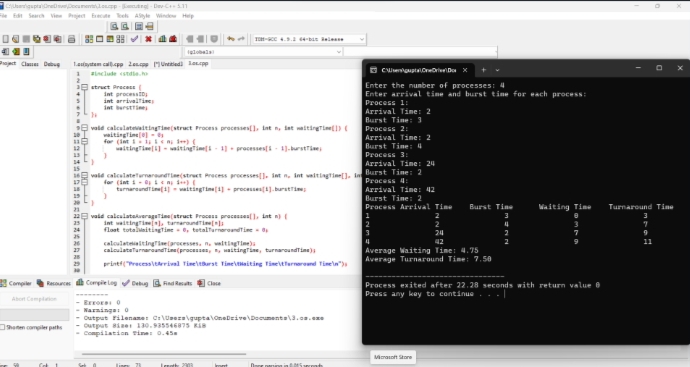 C:\Users\gupta\OneDrive\Documents\3.os.cpp - [Executing] - Dev-C++ 5.11
File Edit Search View Project Execute Tools AStyle Window Help
TDM-GCC 4.9.2 64-bit Release
(globals)
Project Classes Debug
1.os(system call).cpp 2.os.cpp [*] Untitled3 3.os.cpp
1 #include <stdio.h>
2
3 struct Process {
4 int processID;
5 int arrivalTime;
6 int burstTime;
7 };
8
9 void calculateWaitingTime(struct Process processes[], int n, int waitingTime[]) {
10 waitingTime[0] = 0;
11 for (int i = 1; i < n; i++) {
12 waitingTime[i] = waitingTime[i - 1] + processes[i - 1].burstTime;
13 }
14 }
15
16 void calculateTurnaroundTime(struct Process processes[], int n, int waitingTime[], int
17 for (int i = 0; i < n; i++) {
18 turnaroundTime[i] = waitingTime[i] + processes[i].burstTime;
19 }
20 }
21
22 void calculateAverageTime(struct Process processes[], int n) {
23 int waitingTime[n], turnaroundTime[n];
24 float totalWaitingTime = 0, totalTurnaroundTime = 0;
25
26 calculateWaitingTime(processes, n, waitingTime);
27 calculateTurnaroundTime(processes, n, waitingTime, turnaroundTime);
28
29 printf("Process\tArrival Time\tBurst Time\tWaiting Time\tTurnaround Time\n");
30
Compiler Resources Compile Log Debug Find Results Close
Abort Compilation
Shorten compiler paths
--------
- Errors: 0
- Warnings: 0
- Output Filename: C:\Users\gupta\OneDrive\Documents\3.os.exe
- Output Size: 130.935546875 KiB
- Compilation Time: 0.45s
Line: 58 Col: 1 Sel: 0 Lines: 73 Length: 2303 Insert Done parsing in 0.015 seconds
C:\Users\gupta\OneDrive\Doc
Enter the number of processes: 4
Enter arrival time and burst time for each process:
Process 1:
Arrival Time: 2
Burst Time: 3
Process 2:
Arrival Time: 2
Burst Time: 4
Process 3:
Arrival Time: 24
Burst Time: 2
Process 4:
Arrival Time: 42
Burst Time: 2
Process Arrival Time Burst Time Waiting Time Turnaround Time
1 2 3 0 3
2 2 4 3 7
3 24 2 7 9
4 42 2 9 11
Average Waiting Time: 4.75
Average Turnaround Time: 7.50
--------------------------------
Process exited after 22.28 seconds with return value 0
Press any key to continue . . .
Microsoft Store